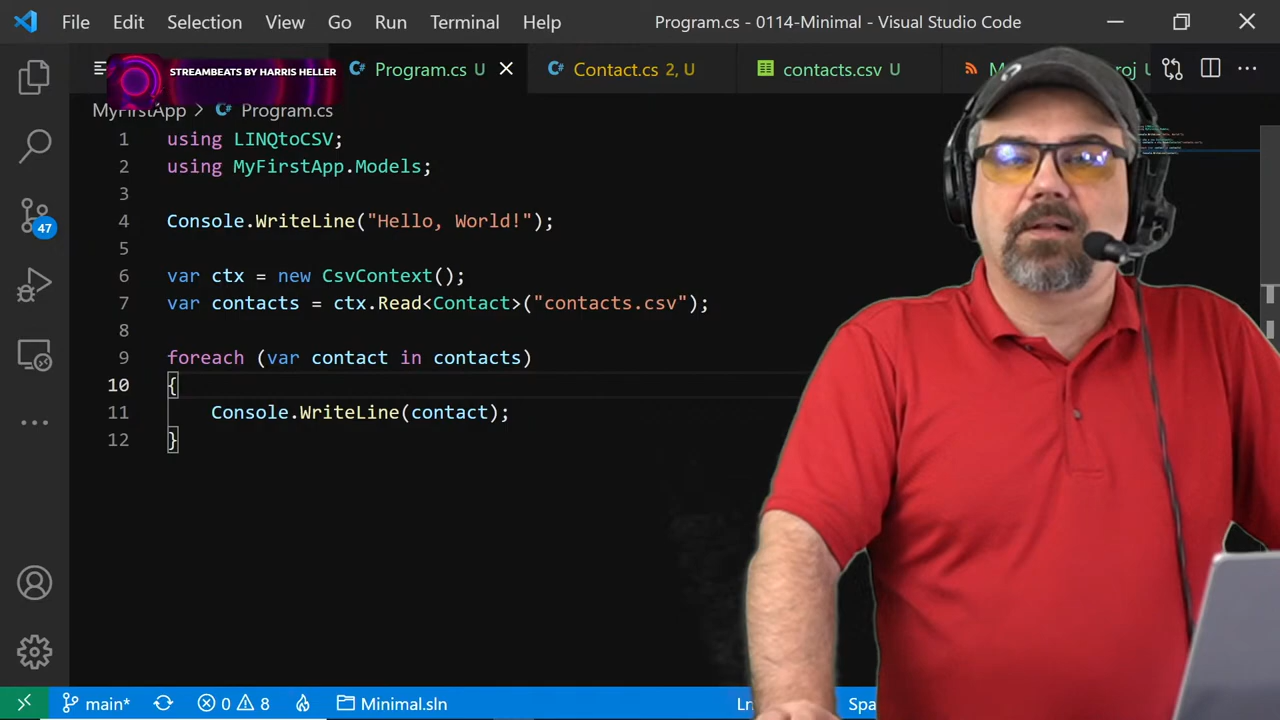 File Edit Selection View Go Run Terminal Help Program.cs - 0114-Minimal - Visual Studio Code
STREAMBEATS BY HARRIS HELLER Program.cs U Contact.cs 2, U contacts.csv U
MyFirstApp > Program.cs
1 using LINQtoCSV;
2 using MyFirstApp.Models;
3
4 Console.WriteLine("Hello, World!");
5
6 var ctx = new CsvContext();
7 var contacts = ctx.Read<Contact>("contacts.csv");
8
9 foreach (var contact in contacts)
10 {
11 Console.WriteLine(contact);
12 }
47
main* 0 8 Minimal.sln